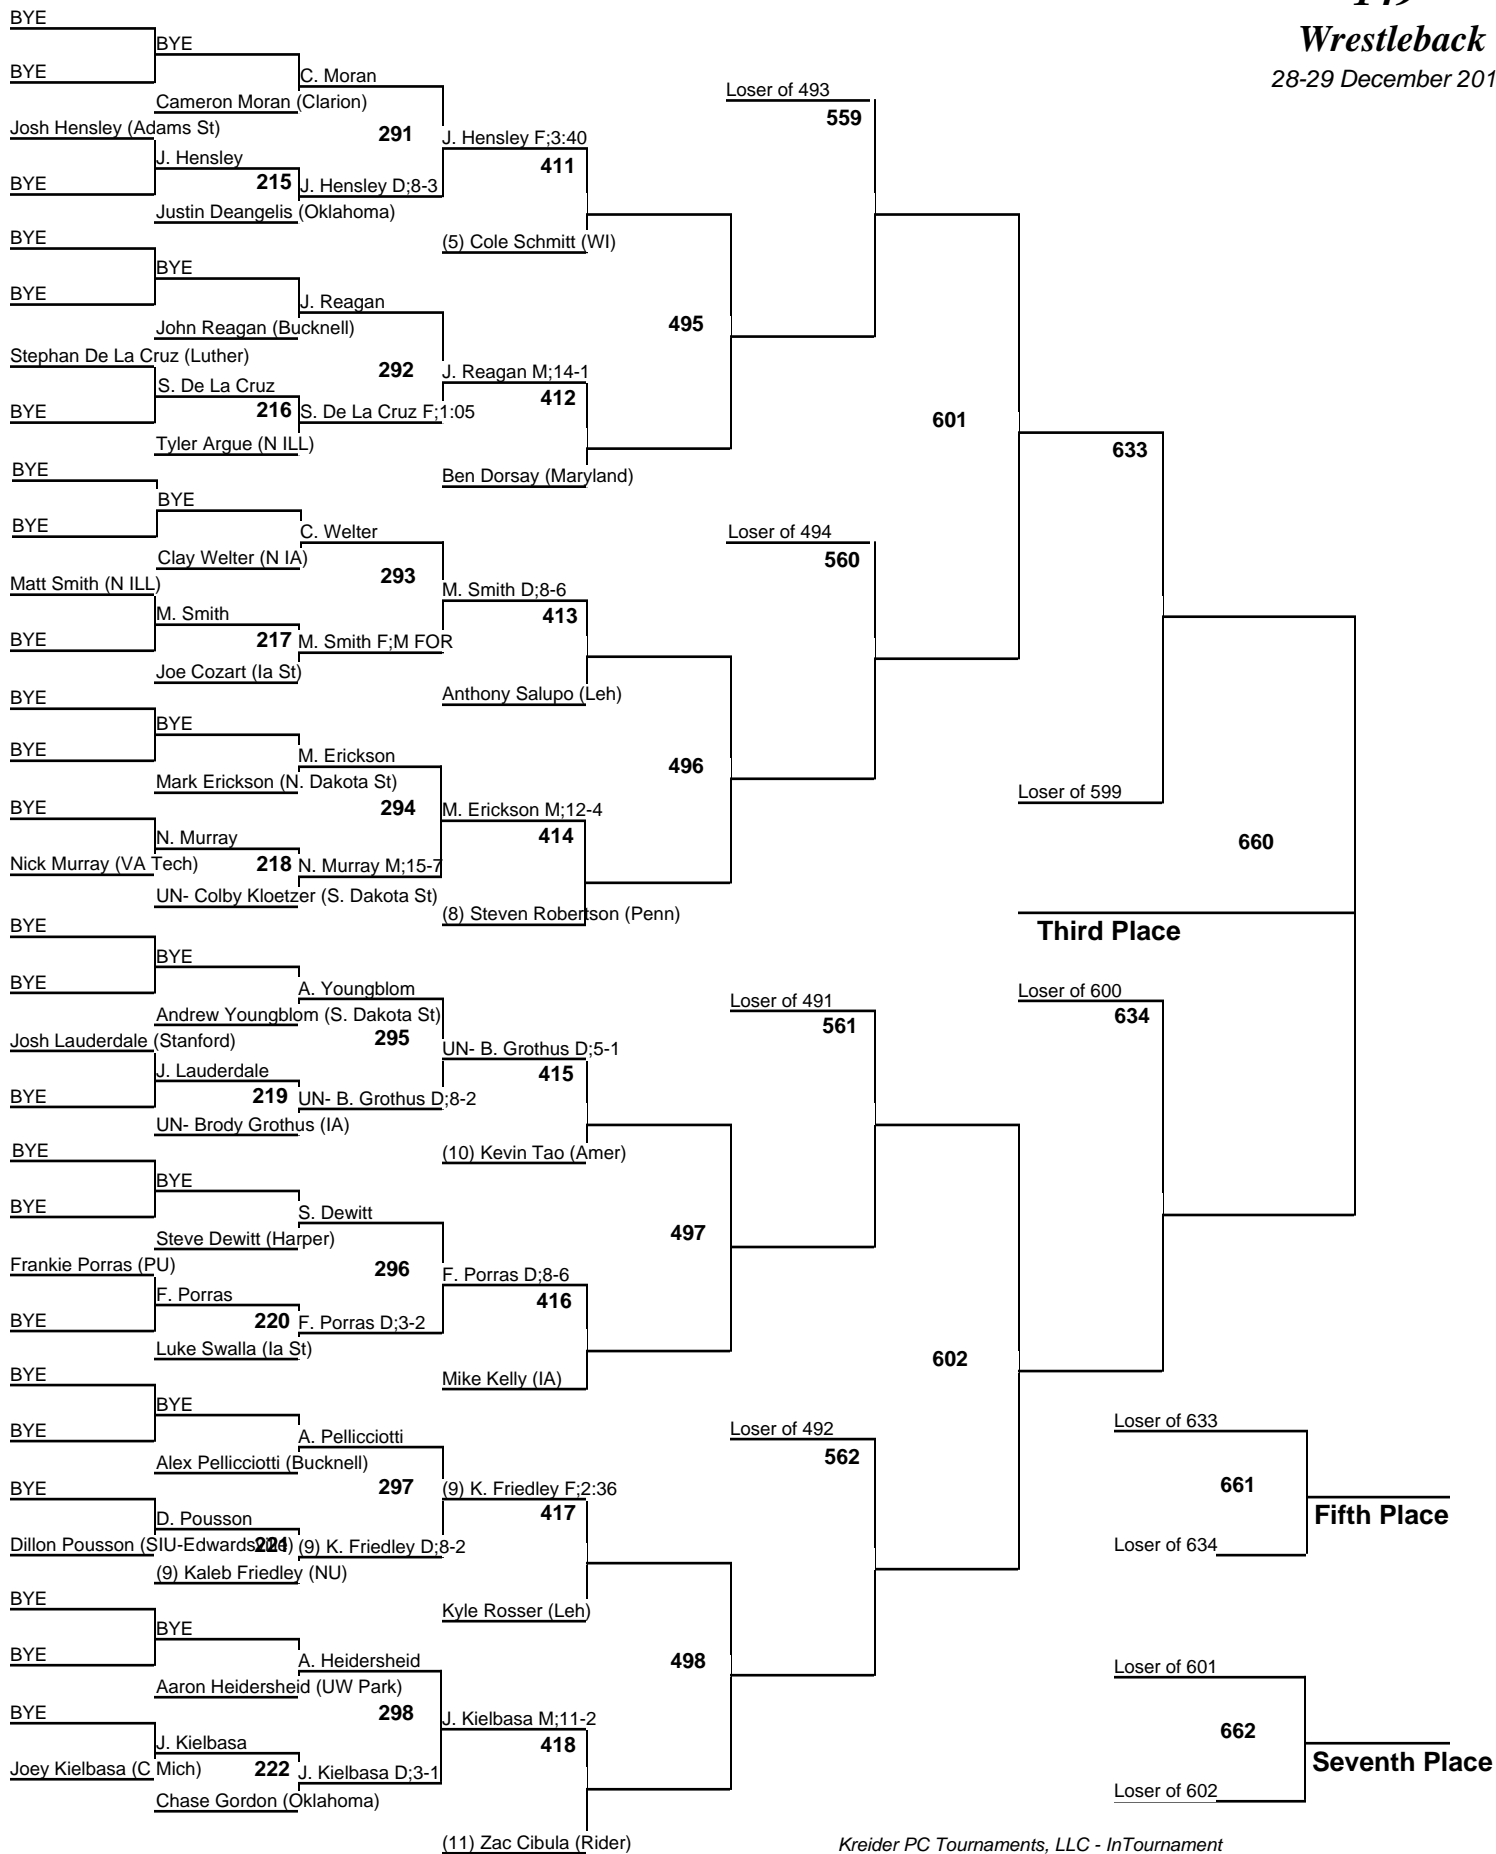 Wrestleback
28-29 December 201
BYE
BYE
BYE
C. Moran
Cameron Moran (Clarion)
291
Josh Hensley (Adams St)
J. Hensley F;3:40
J. Hensley
BYE
215
J. Hensley D;8-3
Justin Deangelis (Oklahoma)
411
(5) Cole Schmitt (WI)
BYE
BYE
BYE
J. Reagan
John Reagan (Bucknell)
292
Stephan De La Cruz (Luther)
J. Reagan M;14-1
S. De La Cruz
BYE
216
S. De La Cruz F;1:05
Tyler Argue (N ILL)
412
Ben Dorsay (Maryland)
495
Loser of 493
559
BYE
BYE
BYE
C. Welter
Clay Welter (N IA)
293
Matt Smith (N ILL)
M. Smith D;8-6
M. Smith
BYE
217
M. Smith F;M FOR
Joe Cozart (Ia St)
413
Anthony Salupo (Leh)
BYE
BYE
BYE
M. Erickson
Mark Erickson (N. Dakota St)
294
BYE
M. Erickson M;12-4
N. Murray
Nick Murray (VA Tech)
218
N. Murray M;15-7
UN- Colby Kloetzer (S. Dakota St)
414
(8) Steven Robertson (Penn)
496
Loser of 494
560
601
633
Loser of 599
660
Third Place
BYE
BYE
BYE
A. Youngblom
Andrew Youngblom (S. Dakota St)
295
Josh Lauderdale (Stanford)
UN- B. Grothus D;5-1
J. Lauderdale
BYE
219
UN- B. Grothus D;8-2
UN- Brody Grothus (IA)
415
(10) Kevin Tao (Amer)
BYE
BYE
BYE
S. Dewitt
Steve Dewitt (Harper)
296
Frankie Porras (PU)
F. Porras D;8-6
F. Porras
BYE
220
F. Porras D;3-2
Luke Swalla (Ia St)
416
Mike Kelly (IA)
497
Loser of 491
561
Loser of 600
634
BYE
BYE
BYE
A. Pellicciotti
Alex Pellicciotti (Bucknell)
297
BYE
(9) K. Friedley F;2:36
D. Pousson
Dillon Pousson (SIU-Edwardsville)
221
(9) K. Friedley D;8-2
(9) Kaleb Friedley (NU)
417
Kyle Rosser (Leh)
BYE
BYE
BYE
A. Heidersheid
Aaron Heidersheid (UW Park)
298
BYE
J. Kielbasa M;11-2
J. Kielbasa
Joey Kielbasa (C Mich)
222
J. Kielbasa D;3-1
Chase Gordon (Oklahoma)
418
(11) Zac Cibula (Rider)
498
Loser of 492
562
602
Loser of 633
661
Fifth Place
Loser of 634
Loser of 601
662
Seventh Place
Loser of 602
Kreider PC Tournaments, LLC - InTournament